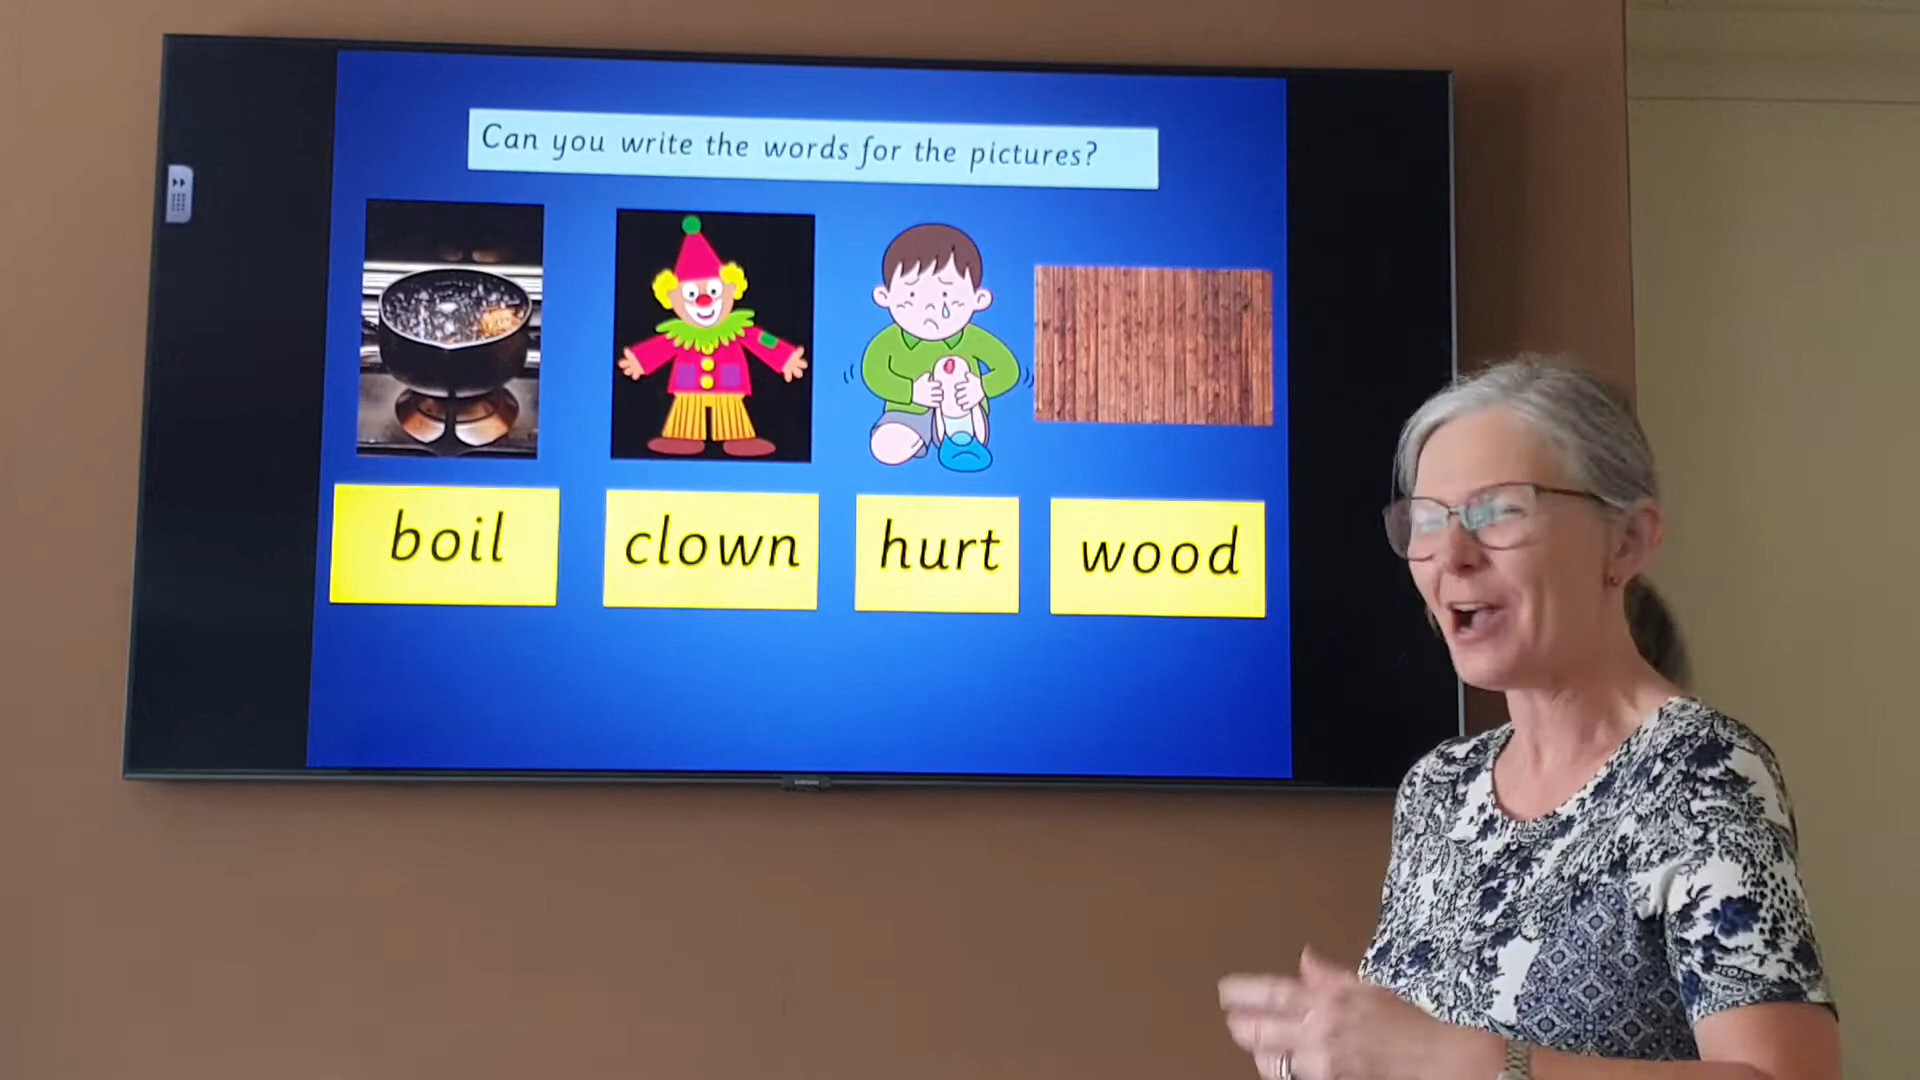 Can you write the words for the pictures?
boil
clown
hurt
wood